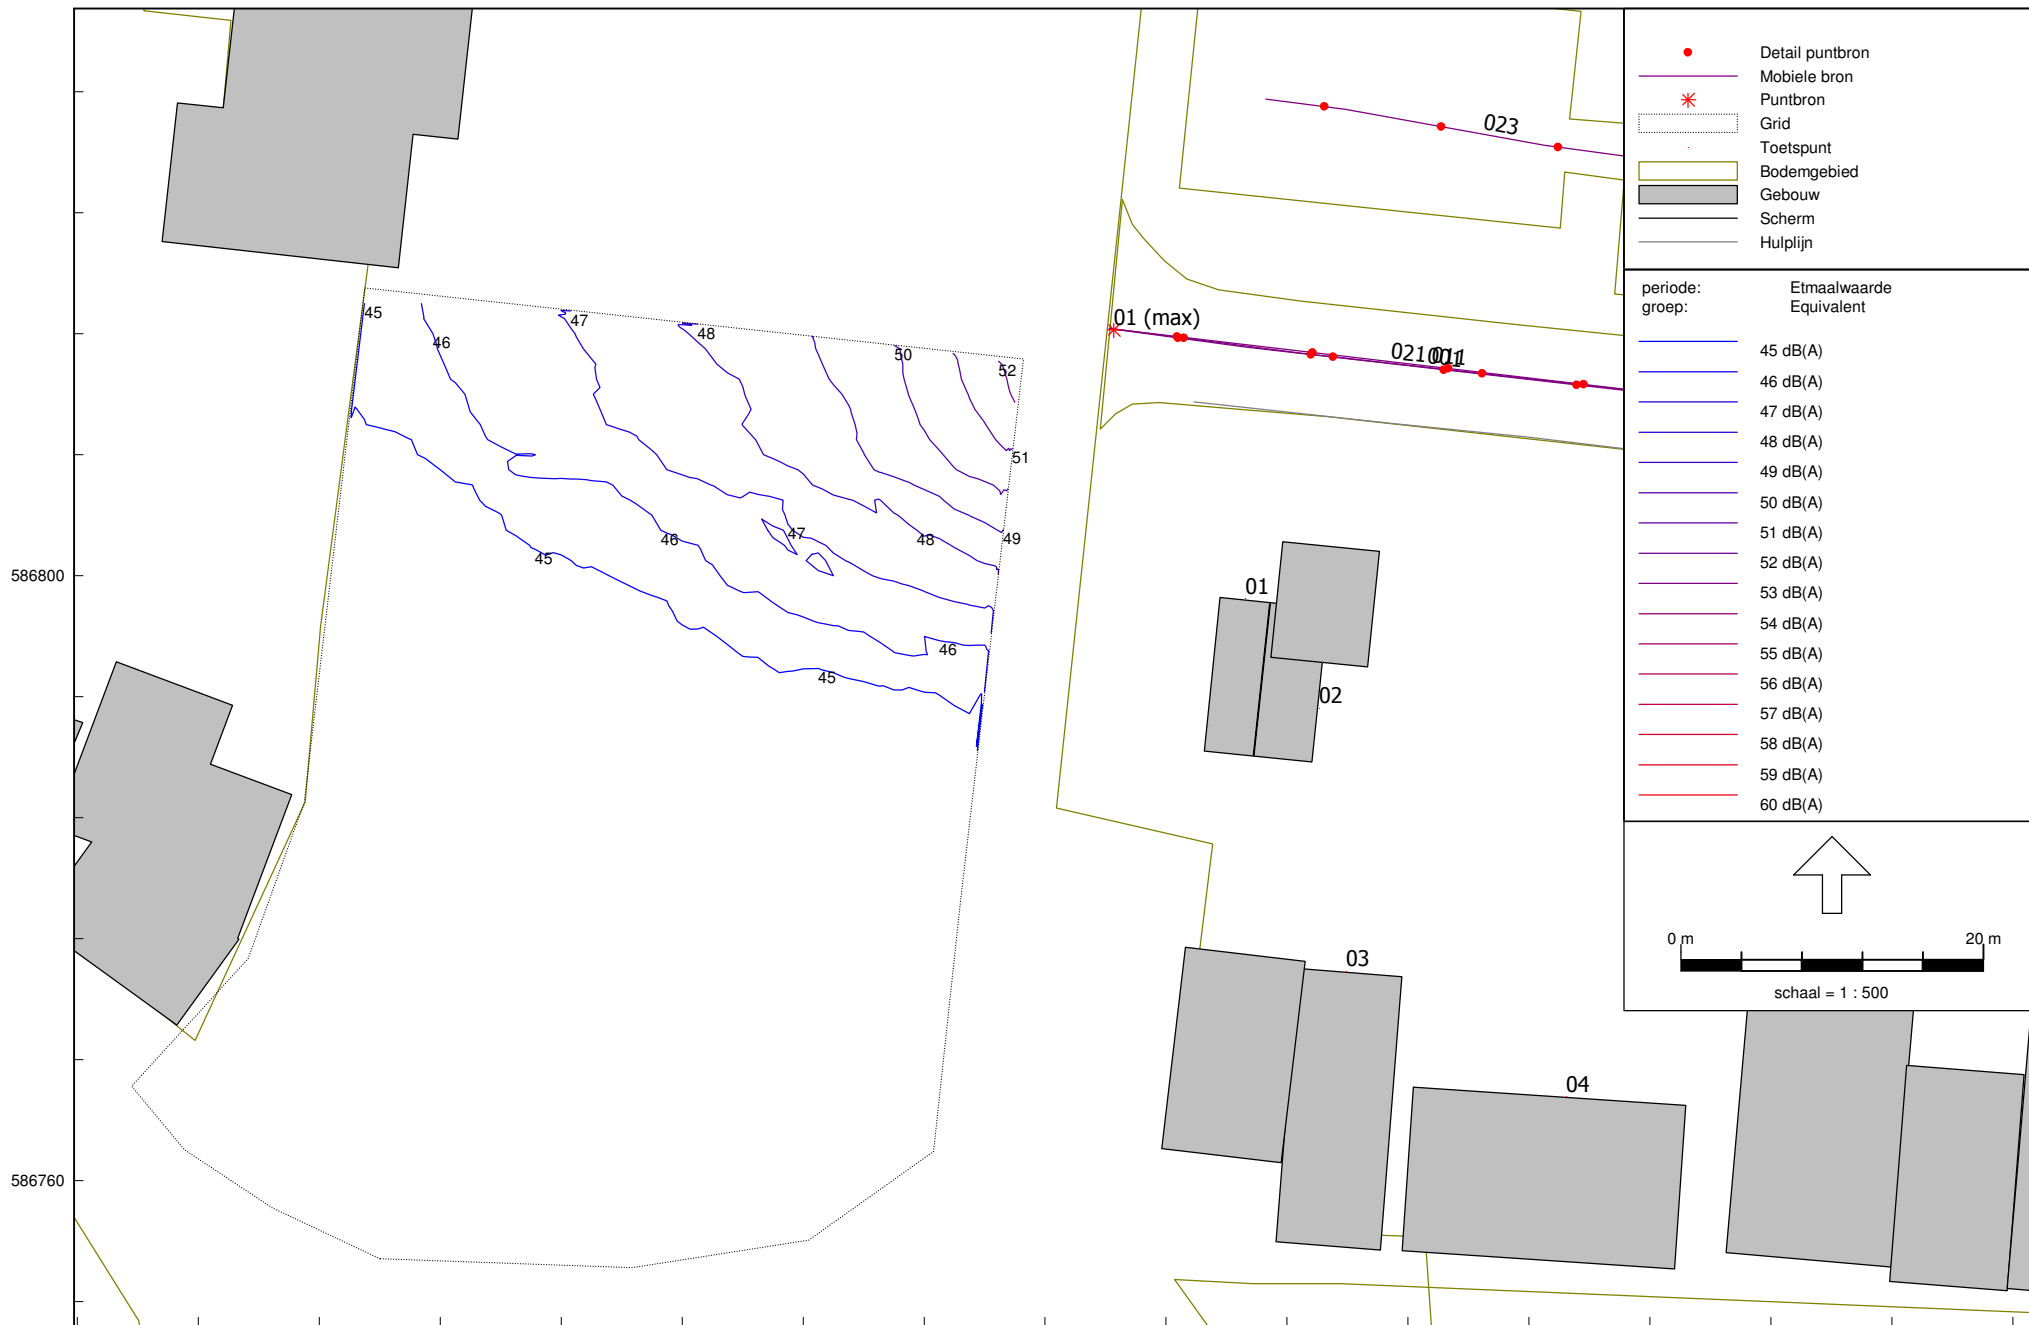 Detail puntbron
Mobiele bron
Puntbron
Grid
Toetspunt
Bodemgebied
Gebouw
Scherm
Hulplijn
periode: Etmaalwaarde
groep: Equivalent
45 dB(A)
46 dB(A)
47 dB(A)
48 dB(A)
49 dB(A)
50 dB(A)
51 dB(A)
52 dB(A)
53 dB(A)
54 dB(A)
55 dB(A)
56 dB(A)
57 dB(A)
58 dB(A)
59 dB(A)
60 dB(A)
0 m 20 m
schaal = 1 : 500
023
01 (max)
021
011
45
46
47
48
50
52
51
49
48
47
46
45
46
45
01
02
03
04
586800
586760